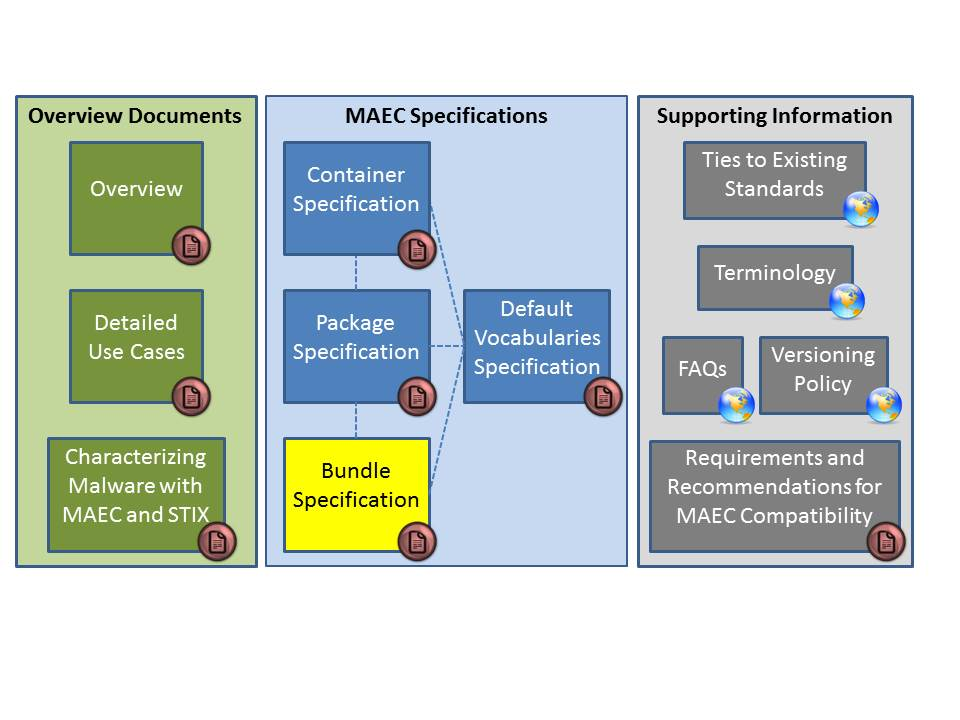 Overview Documents
Overview
Detailed
Use Cases
Characterizing
Malware with
MAEC and STIX
MAEC Specifications
Container
Specification
Package
Specification
Bundle
Specification
Default
Vocabularies
Specification
Supporting Information
Ties to Existing
Standards
Terminology
FAQs
Versioning
Policy
Requirements and
Recommendations for
MAEC Compatibility